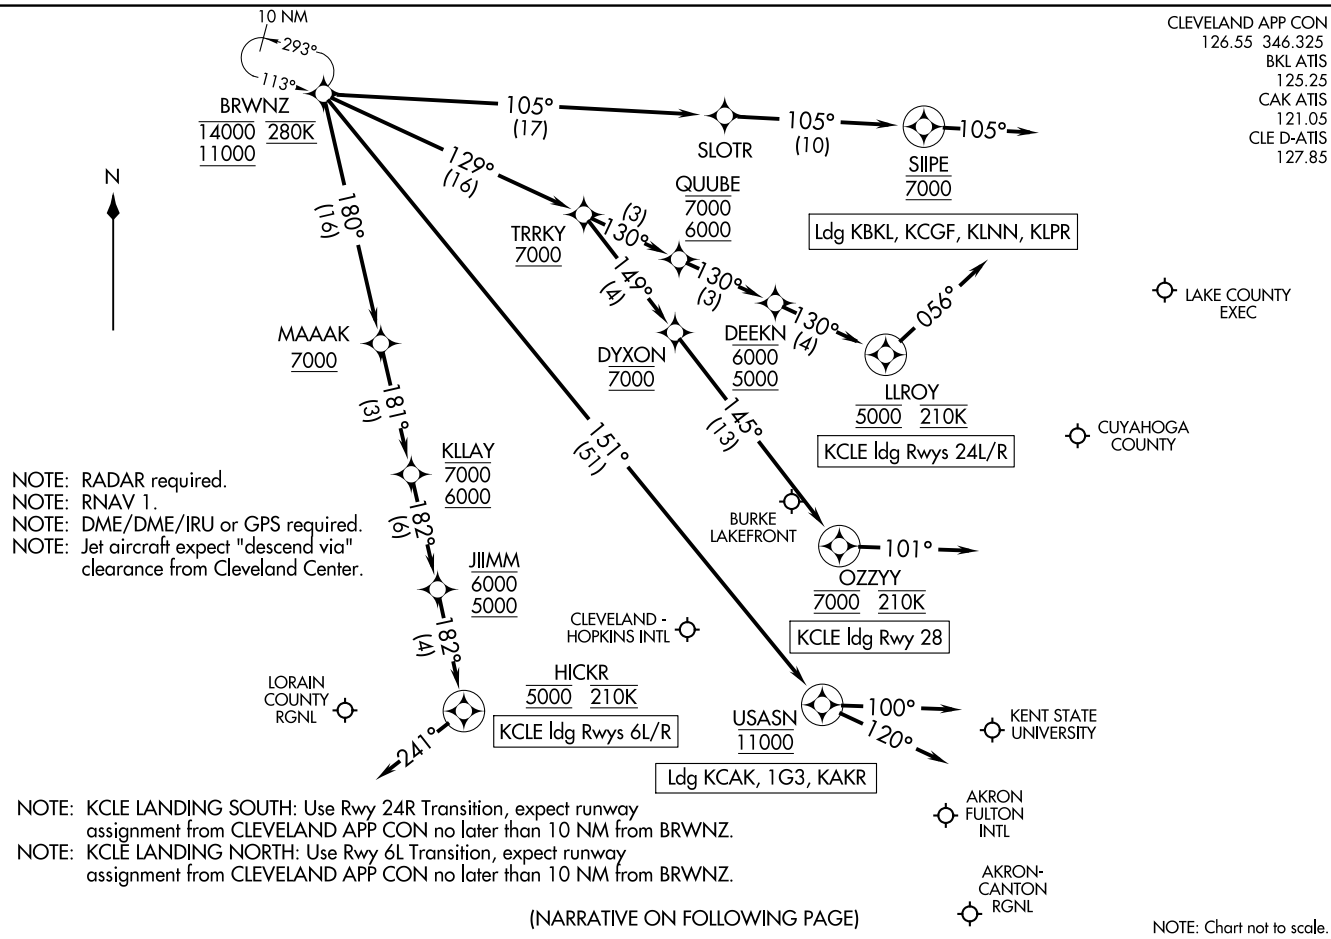 10 NM
293°
113°
BRWNZ
14000 280K
11000
105°
(17)
SLOTR
105°
(10)
SIIPE
7000
105°
Ldg KBKL, KCGF, KLNN, KLPR
CLEVELAND APP CON
126.55 346.325
BKL ATIS
125.25
CAK ATIS
121.05
CLE D-ATIS
127.85
N
129°
(16)
TRRKY
7000
(3)
130°
QUUBE
7000
6000
130°
(3)
DEEKN
6000
5000
130°
(4)
056°
LLROY
5000 210K
KCLE ldg Rwys 24L/R
149°
(4)
DYXON
7000
145°
(13)
OZZYY
7000 210K
KCLE ldg Rwy 28
101°
180°
(16)
MAAAK
7000
181°
(3)
KLLAY
7000
6000
182°
(6)
JIIMM
6000
5000
182°
(4)
HICKR
5000 210K
KCLE ldg Rwys 6L/R
241°
151°
(51)
USASN
11000
Ldg KCAK, 1G3, KAKR
100°
120°
LAKE COUNTY
EXEC
CUYAHOGA
COUNTY
BURKE
LAKEFRONT
CLEVELAND -
HOPKINS INTL
LORAIN
COUNTY
RGNL
KENT STATE
UNIVERSITY
AKRON
FULTON
INTL
AKRON-
CANTON
RGNL
NOTE: RADAR required.
NOTE: RNAV 1.
NOTE: DME/DME/IRU or GPS required.
NOTE: Jet aircraft expect "descend via"
clearance from Cleveland Center.
NOTE: KCLE LANDING SOUTH: Use Rwy 24R Transition, expect runway
assignment from CLEVELAND APP CON no later than 10 NM from BRWNZ.
NOTE: KCLE LANDING NORTH: Use Rwy 6L Transition, expect runway
assignment from CLEVELAND APP CON no later than 10 NM from BRWNZ.
(NARRATIVE ON FOLLOWING PAGE)
NOTE: Chart not to scale.